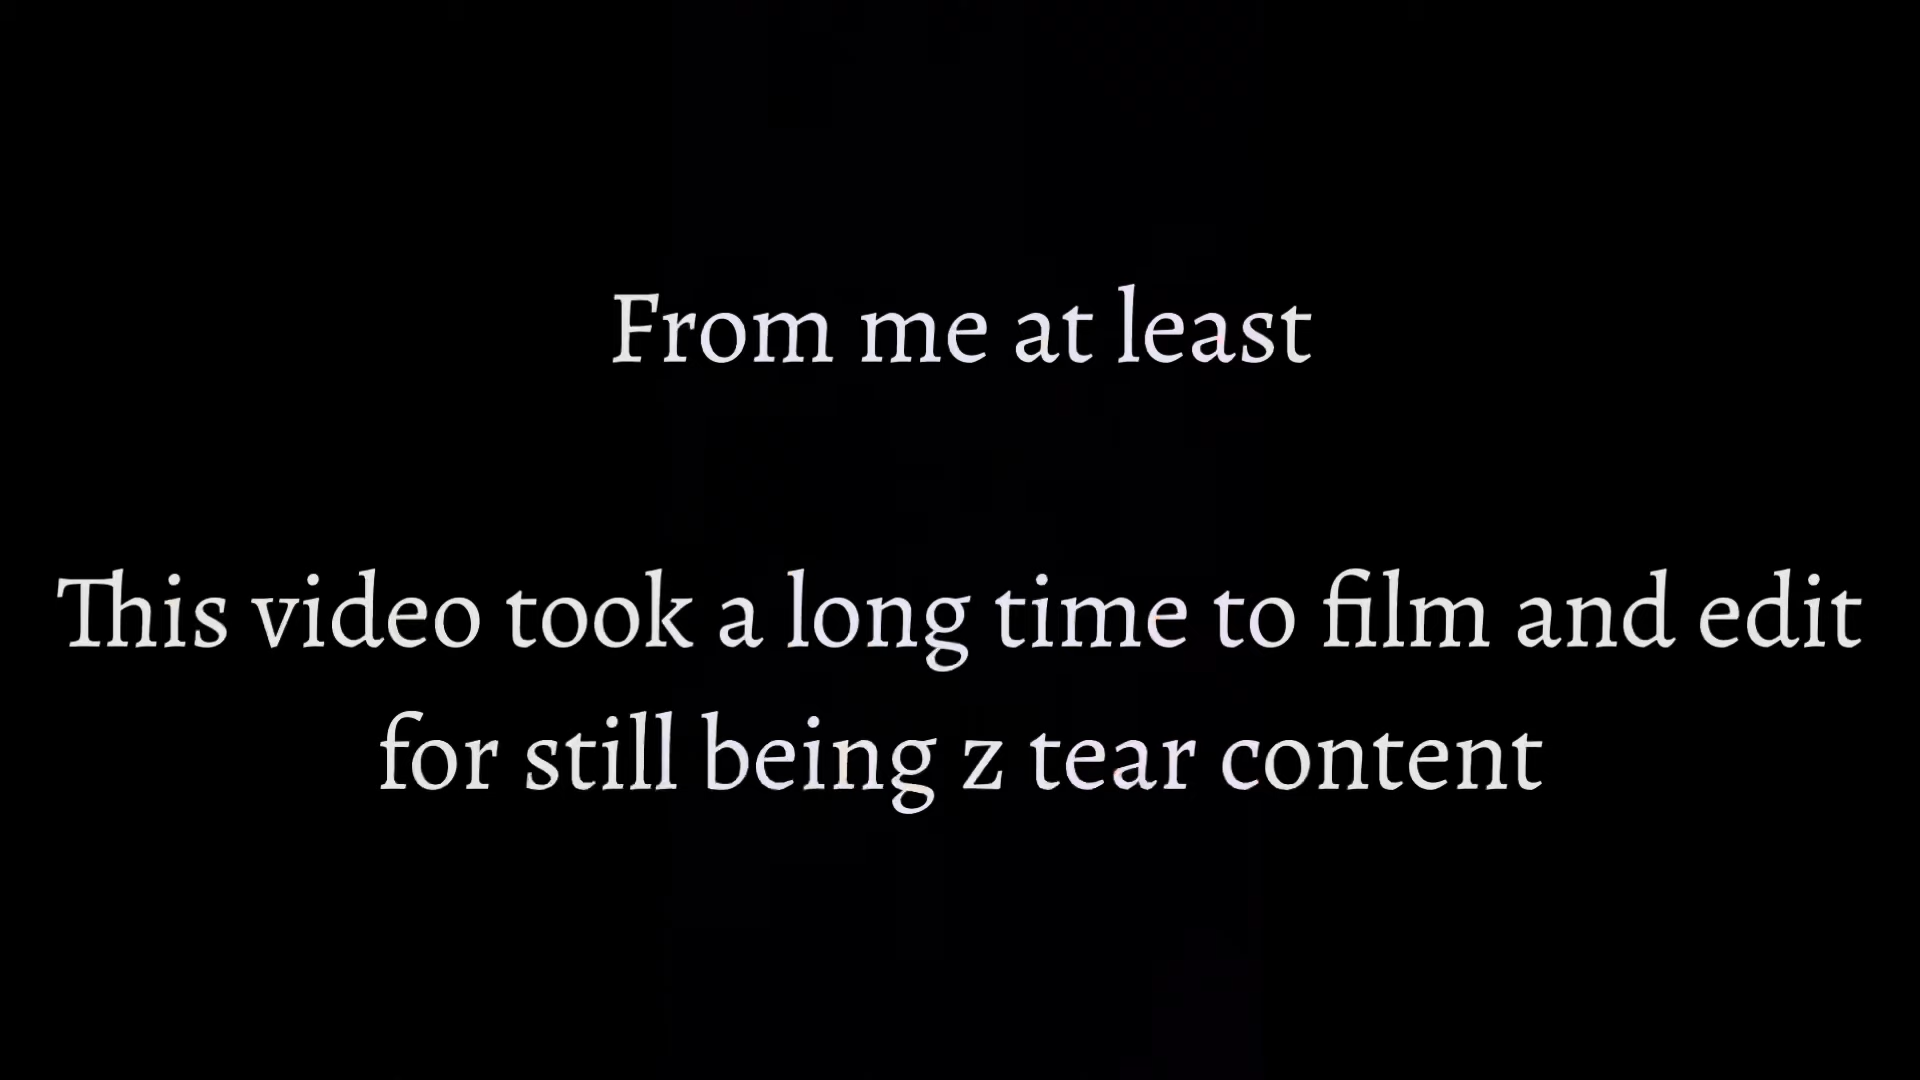 From me at least
This video took a long time to film and edit
for still being z tear content